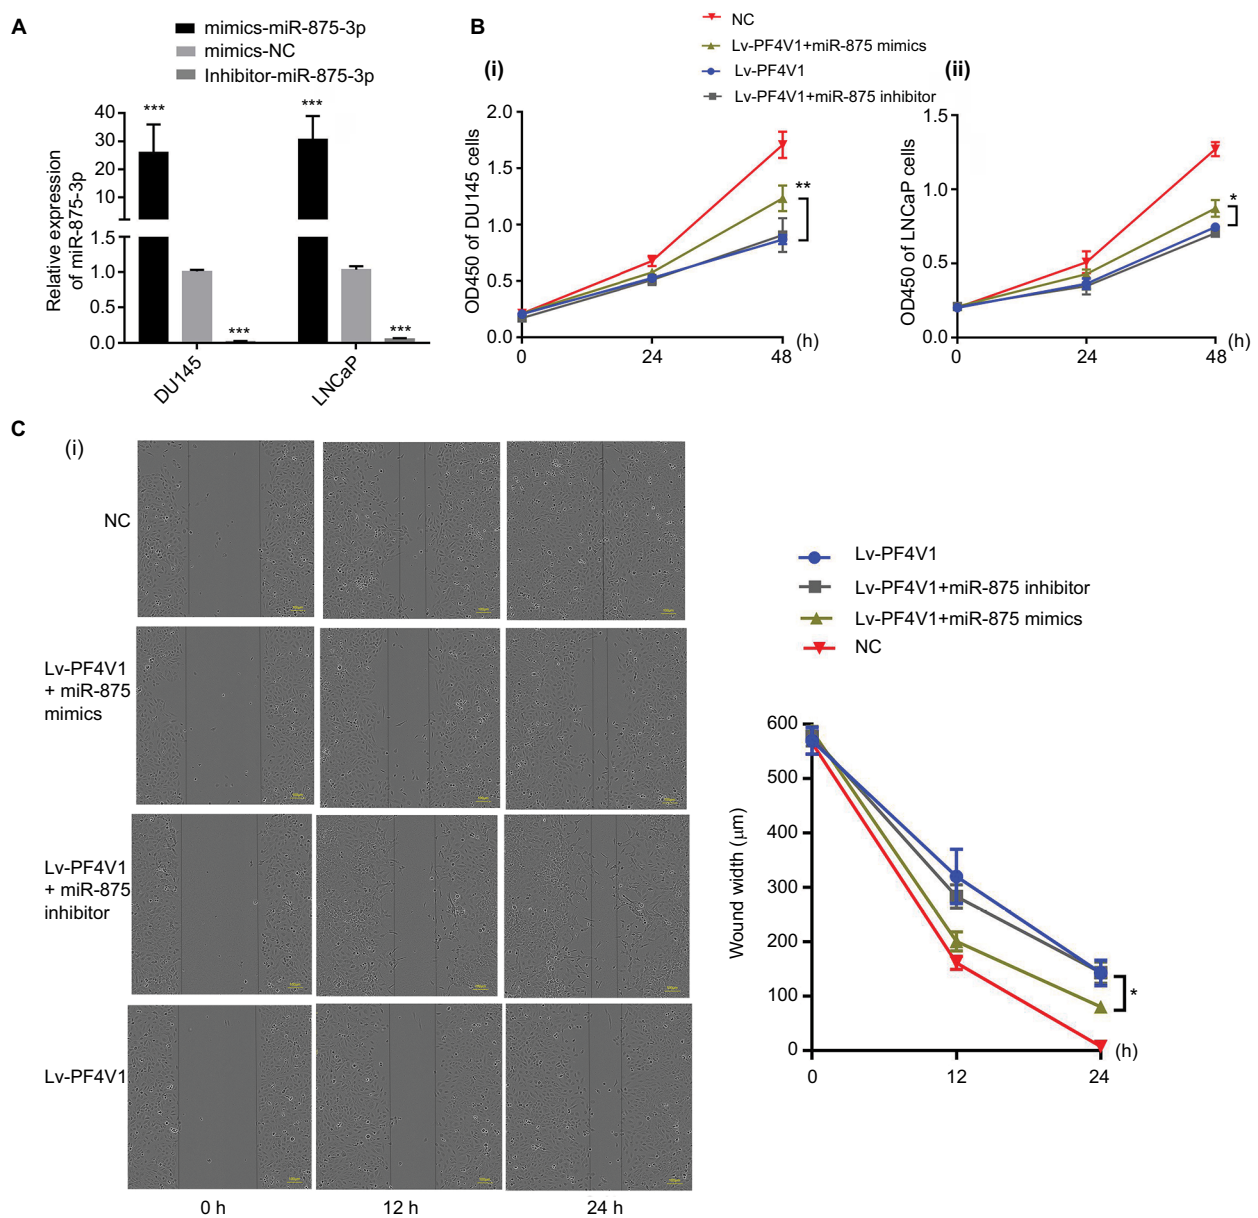 A
mimics-miR-875-3p
mimics-NC
Inhibitor-miR-875-3p
Relative expression
of miR-875-3p
40
30
20
10
1.5
1.0
0.5
0.0
***
***
***
***
DU145
LNCaP
B
NC
Lv-PF4V1+miR-875 mimics
Lv-PF4V1
Lv-PF4V1+miR-875 inhibitor
(i)
OD450 of DU145 cells
2.0
1.5
1.0
0.5
0.0
**
0
24
48
(h)
(ii)
OD450 of LNCaP cells
1.5
1.0
0.5
0.0
*
0
24
48
(h)
C
(i)
NC
Lv-PF4V1
+ miR-875
mimics
Lv-PF4V1
+ miR-875
inhibitor
Lv-PF4V1
0 h
12 h
24 h
Lv-PF4V1
Lv-PF4V1+miR-875 inhibitor
Lv-PF4V1+miR-875 mimics
NC
Wound width (μm)
600
500
400
300
200
100
0
*
0
12
24
(h)